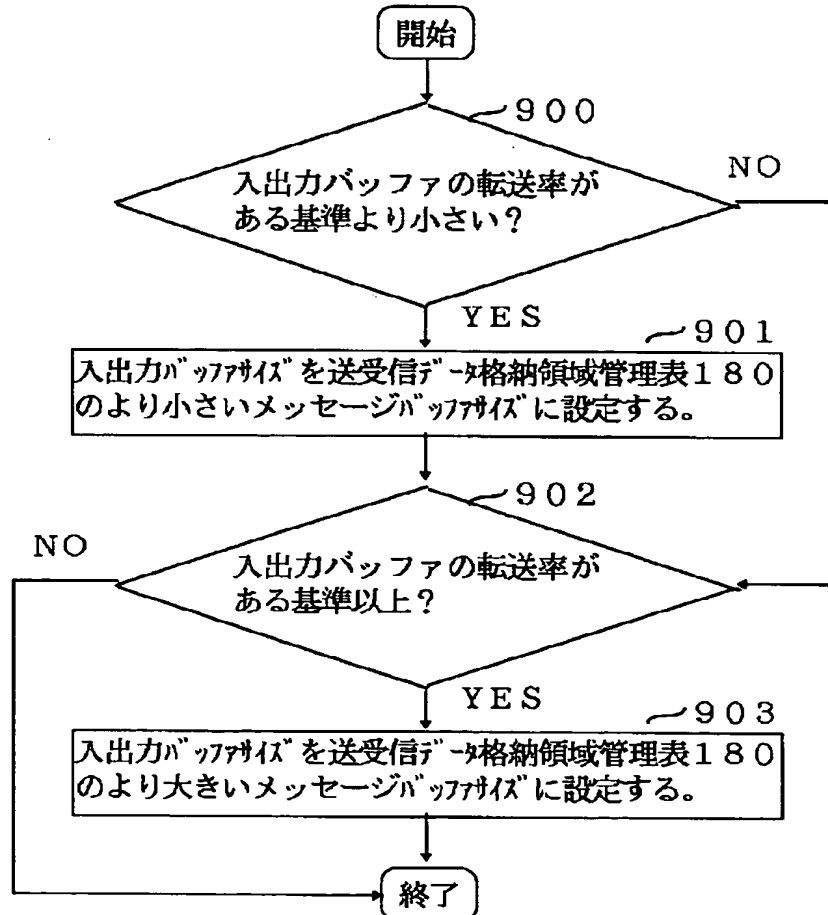 開始
900
入出力バッファの転送率が
ある基準より小さい?
NO
YES
901
入出力ﾊﾞｯﾌｧｻｲｽﾞを送受信ﾃﾞｰﾀ格納領域管理表180
のより小さいメッセージﾊﾞｯﾌｧｻｲｽﾞに設定する。
902
NO
入出力バッファの転送率が
ある基準以上?
YES
903
入出力ﾊﾞｯﾌｧｻｲｽﾞを送受信ﾃﾞｰﾀ格納領域管理表180
のより大きいメッセージﾊﾞｯﾌｧｻｲｽﾞに設定する。
終了